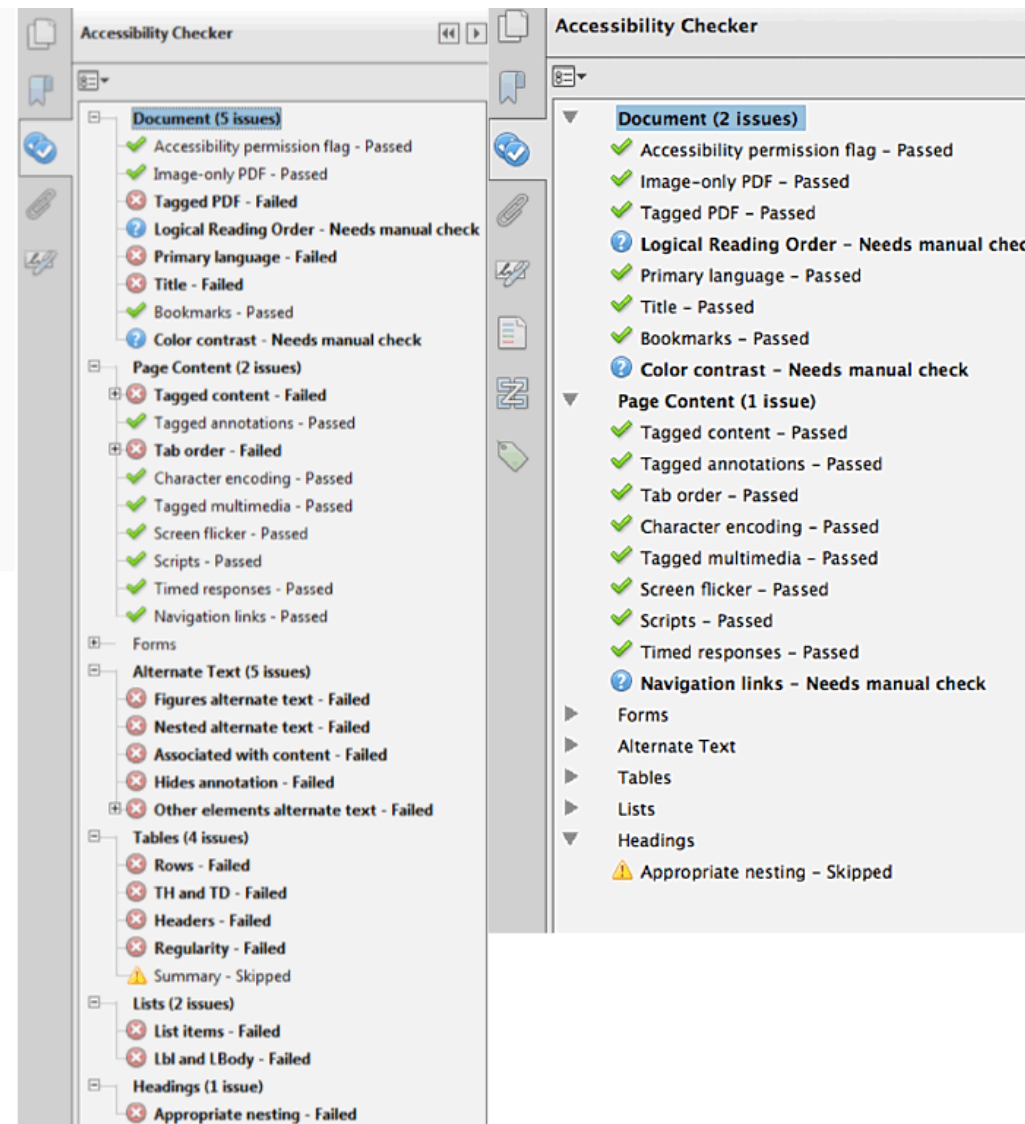 Accessibility Checker
Document (5 issues)
Accessibility permission flag - Passed
Image-only PDF - Passed
Tagged PDF - Failed
Logical Reading Order - Needs manual check
Primary language - Failed
Title - Failed
Bookmarks - Passed
Color contrast - Needs manual check
Page Content (2 issues)
Tagged content - Failed
Tagged annotations - Passed
Tab order - Failed
Character encoding - Passed
Tagged multimedia - Passed
Screen flicker - Passed
Scripts - Passed
Timed responses - Passed
Navigation links - Passed
Forms
Alternate Text (5 issues)
Figures alternate text - Failed
Nested alternate text - Failed
Associated with content - Failed
Hides annotation - Failed
Other elements alternate text - Failed
Tables (4 issues)
Rows - Failed
TH and TD - Failed
Headers - Failed
Regularity - Failed
Summary - Skipped
Lists (2 issues)
List items - Failed
Lbl and LBody - Failed
Headings (1 issue)
Appropriate nesting - Failed
Accessibility Checker
Document (2 issues)
Accessibility permission flag – Passed
Image-only PDF – Passed
Tagged PDF – Passed
Logical Reading Order – Needs manual chec
Primary language – Passed
Title – Passed
Bookmarks – Passed
Color contrast – Needs manual check
Page Content (1 issue)
Tagged content – Passed
Tagged annotations – Passed
Tab order – Passed
Character encoding – Passed
Tagged multimedia – Passed
Screen flicker – Passed
Scripts – Passed
Timed responses – Passed
Navigation links – Needs manual check
Forms
Alternate Text
Tables
Lists
Headings
Appropriate nesting – Skipped